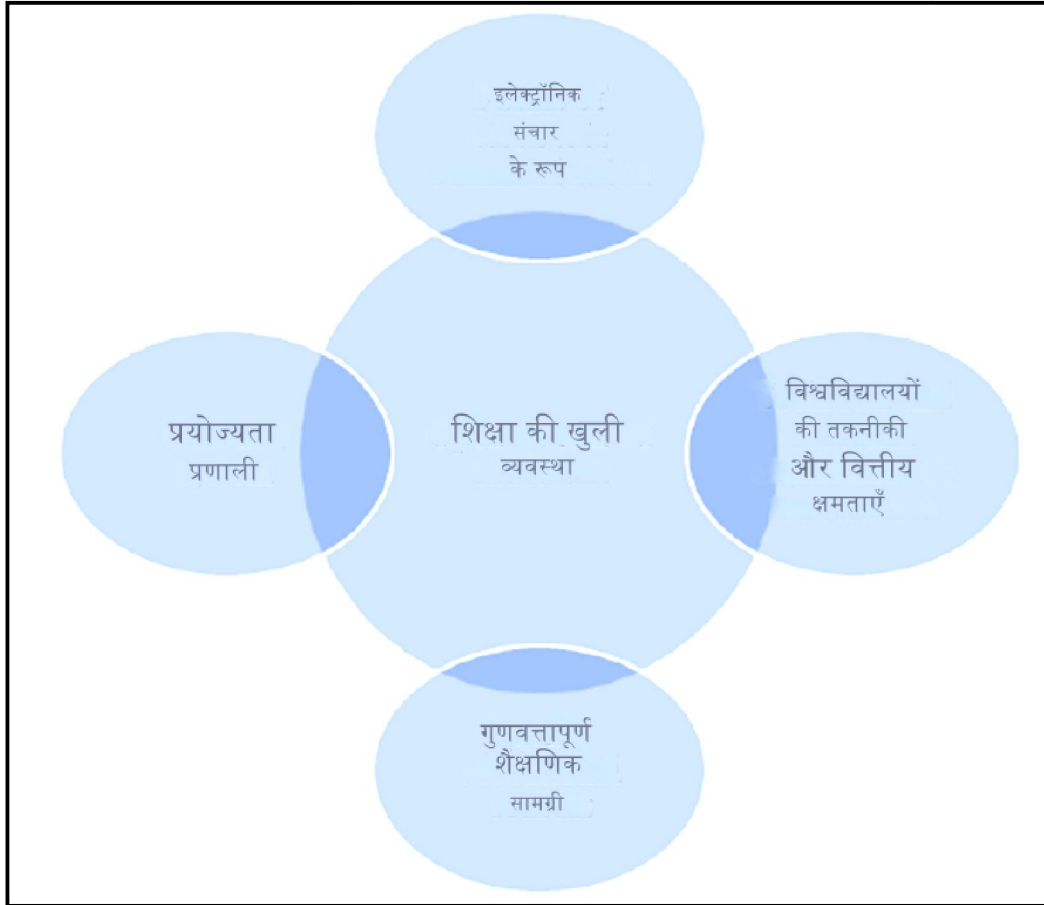 इलेक्ट्रॉनिक
संचार
के रूप
प्रयोज्यता
प्रणाली
शिक्षा की खुली
व्यवस्था
विश्वविद्यालयों
की तकनीकी
और वित्तीय
क्षमताएँ
गुणवत्तापूर्ण
शैक्षणिक
सामग्री